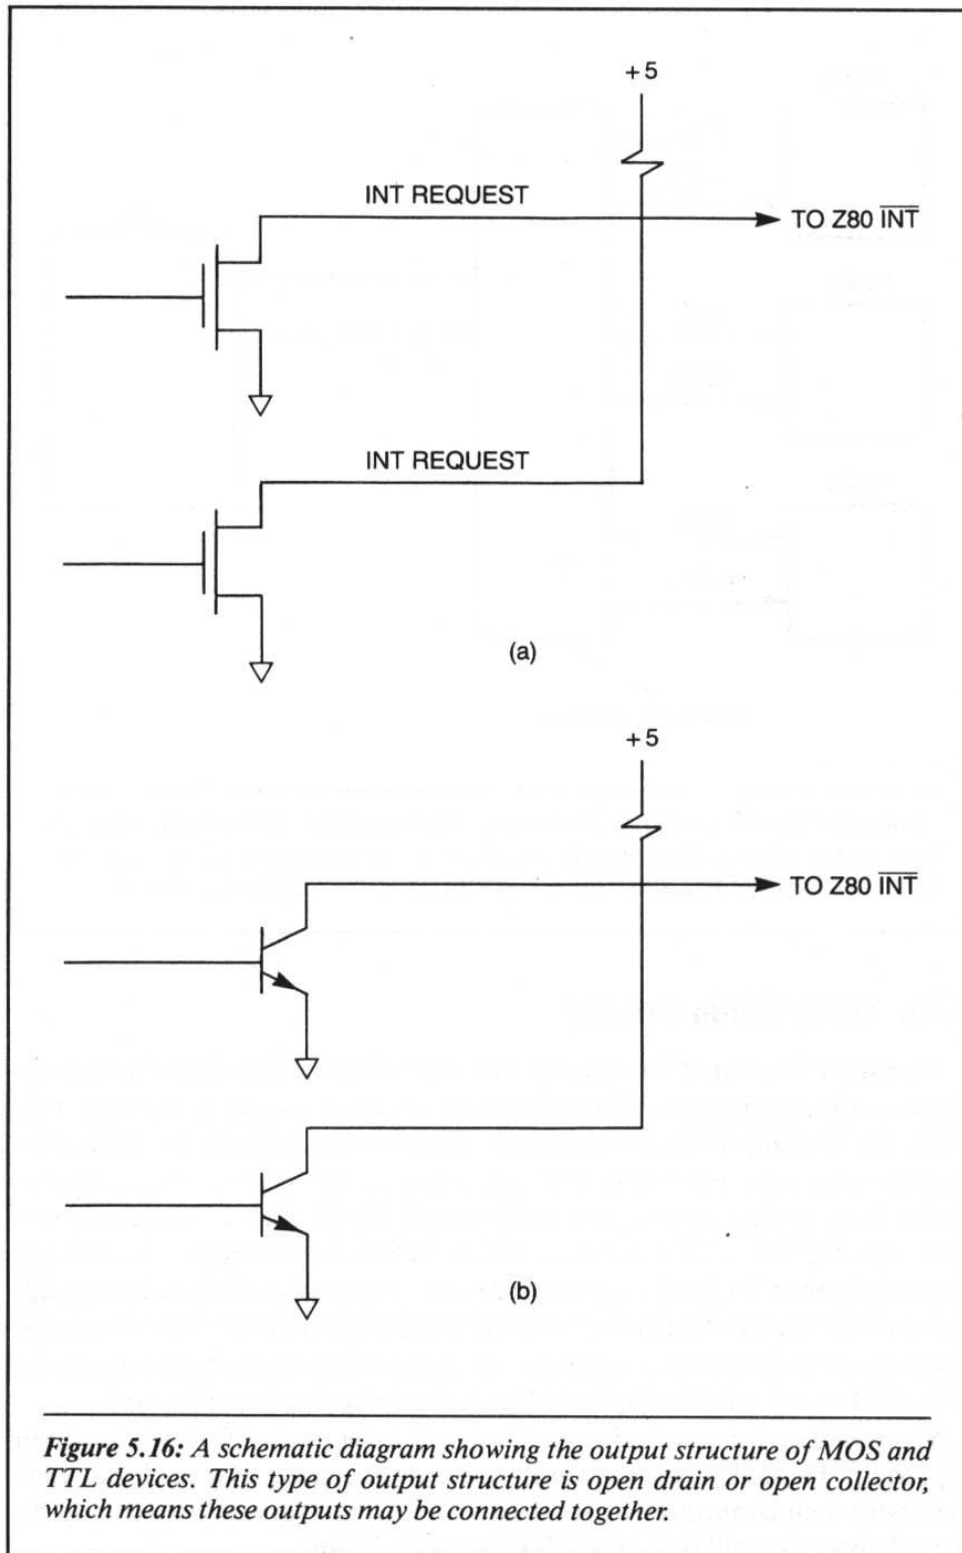 +5
INT REQUEST
TO Z80 I̅N̅T̅
INT REQUEST
(a)
+5
TO Z80 I̅N̅T̅
(b)
Figure 5.16: A schematic diagram showing the output structure of MOS and
TTL devices. This type of output structure is open drain or open collector,
which means these outputs may be connected together.